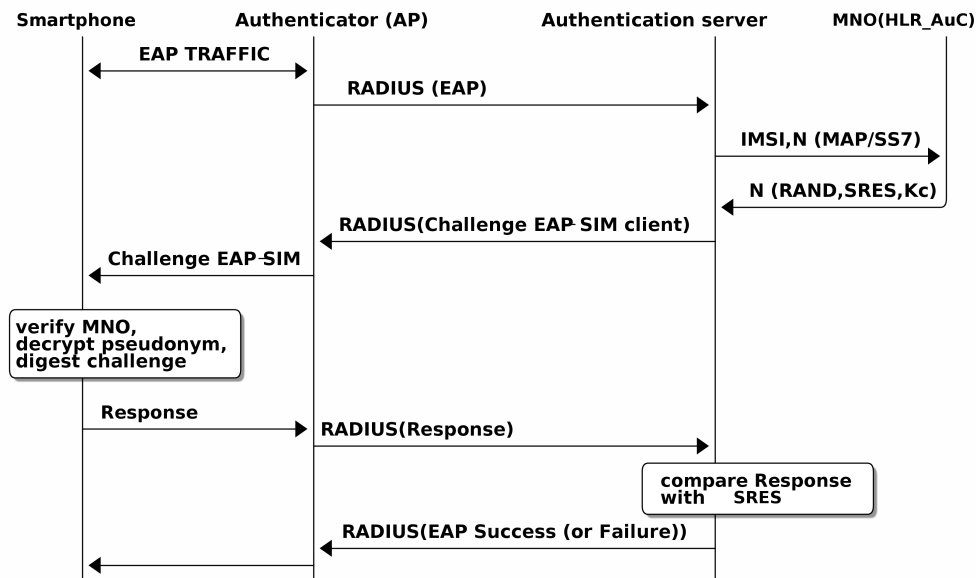 Smartphone Authenticator (AP) Authentication server MNO(HLR_AuC)
EAP TRAFFIC
RADIUS (EAP)
IMSI,N (MAP/SS7)
N (RAND,SRES,Kc)
RADIUS(Challenge EAP-SIM client)
Challenge EAP-SIM
verify MNO,
decrypt pseudonym,
digest challenge
Response
RADIUS(Response)
compare Response
with SRES
RADIUS(EAP Success (or Failure))